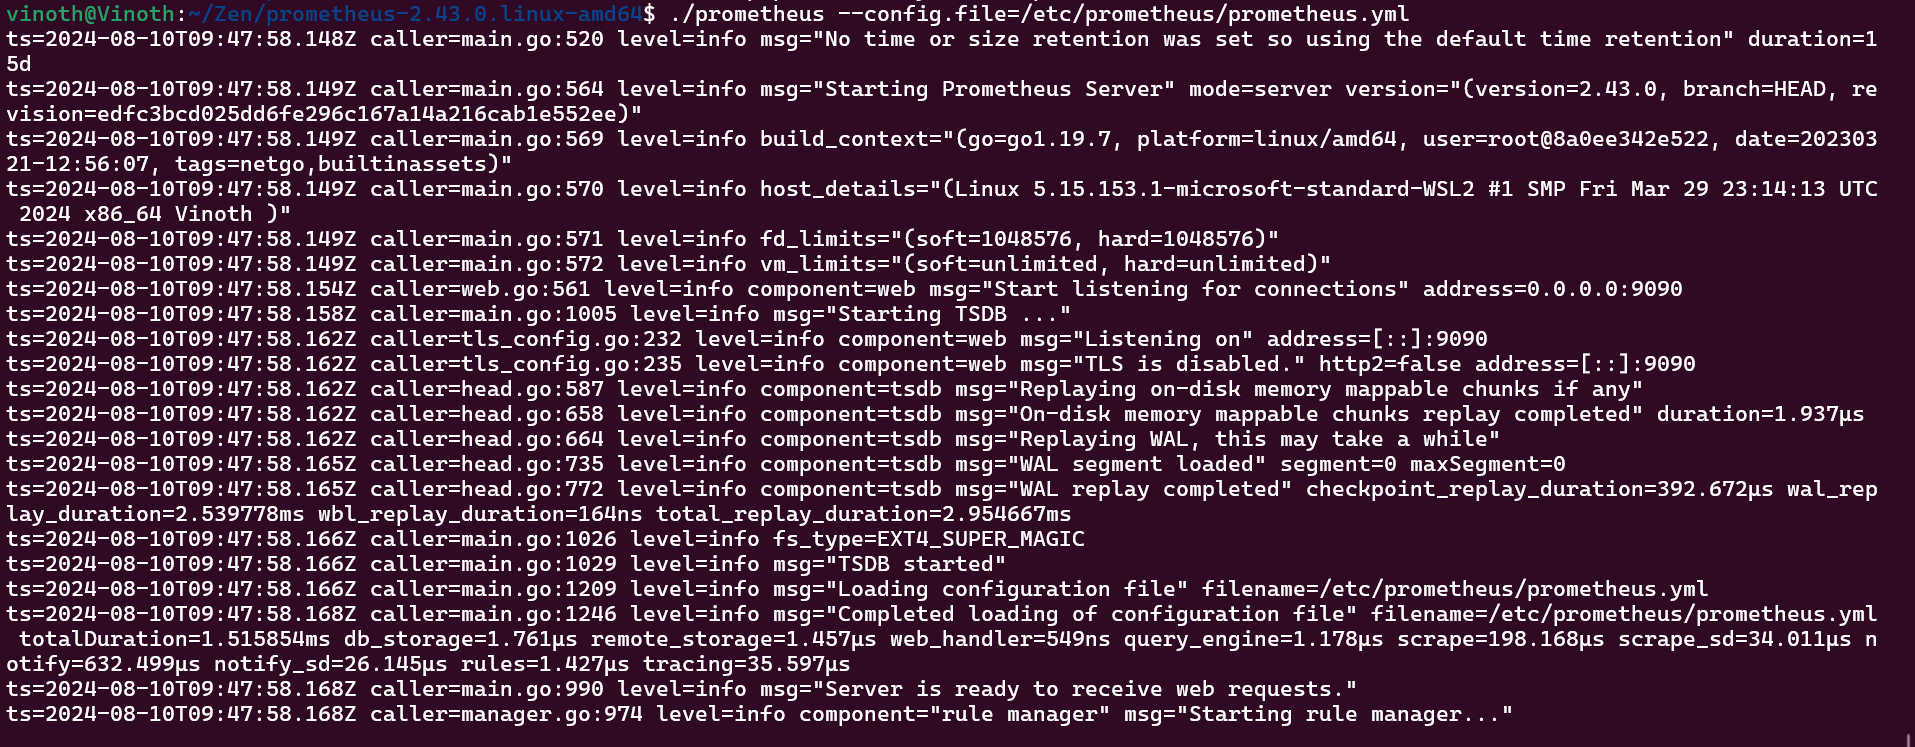 vinoth@Vinoth:~/Zen/prometheus-2.43.0.linux-amd64$ ./prometheus --config.file=/etc/prometheus/prometheus.yml
ts=2024-08-10T09:47:58.148Z caller=main.go:520 level=info msg="No time or size retention was set so using the default time retention" duration=1
5d
ts=2024-08-10T09:47:58.149Z caller=main.go:564 level=info msg="Starting Prometheus Server" mode=server version="(version=2.43.0, branch=HEAD, re
vision=edfc3bcd025dd6fe296c167a14a216cab1e552ee)"
ts=2024-08-10T09:47:58.149Z caller=main.go:569 level=info build_context="(go=go1.19.7, platform=linux/amd64, user=root@8a0ee342e522, date=202303
21-12:56:07, tags=netgo,builtinassets)"
ts=2024-08-10T09:47:58.149Z caller=main.go:570 level=info host_details="(Linux 5.15.153.1-microsoft-standard-WSL2 #1 SMP Fri Mar 29 23:14:13 UTC
 2024 x86_64 Vinoth )"
ts=2024-08-10T09:47:58.149Z caller=main.go:571 level=info fd_limits="(soft=1048576, hard=1048576)"
ts=2024-08-10T09:47:58.149Z caller=main.go:572 level=info vm_limits="(soft=unlimited, hard=unlimited)"
ts=2024-08-10T09:47:58.154Z caller=web.go:561 level=info component=web msg="Start listening for connections" address=0.0.0.0:9090
ts=2024-08-10T09:47:58.158Z caller=main.go:1005 level=info msg="Starting TSDB ..."
ts=2024-08-10T09:47:58.162Z caller=tls_config.go:232 level=info component=web msg="Listening on" address=[::]:9090
ts=2024-08-10T09:47:58.162Z caller=tls_config.go:235 level=info component=web msg="TLS is disabled." http2=false address=[::]:9090
ts=2024-08-10T09:47:58.162Z caller=head.go:587 level=info component=tsdb msg="Replaying on-disk memory mappable chunks if any"
ts=2024-08-10T09:47:58.162Z caller=head.go:658 level=info component=tsdb msg="On-disk memory mappable chunks replay completed" duration=1.937µs
ts=2024-08-10T09:47:58.162Z caller=head.go:664 level=info component=tsdb msg="Replaying WAL, this may take a while"
ts=2024-08-10T09:47:58.165Z caller=head.go:735 level=info component=tsdb msg="WAL segment loaded" segment=0 maxSegment=0
ts=2024-08-10T09:47:58.165Z caller=head.go:772 level=info component=tsdb msg="WAL replay completed" checkpoint_replay_duration=392.672µs wal_rep
lay_duration=2.539778ms wbl_replay_duration=164ns total_replay_duration=2.954667ms
ts=2024-08-10T09:47:58.166Z caller=main.go:1026 level=info fs_type=EXT4_SUPER_MAGIC
ts=2024-08-10T09:47:58.166Z caller=main.go:1029 level=info msg="TSDB started"
ts=2024-08-10T09:47:58.166Z caller=main.go:1209 level=info msg="Loading configuration file" filename=/etc/prometheus/prometheus.yml
ts=2024-08-10T09:47:58.168Z caller=main.go:1246 level=info msg="Completed loading of configuration file" filename=/etc/prometheus/prometheus.yml
 totalDuration=1.515854ms db_storage=1.761µs remote_storage=1.457µs web_handler=549ns query_engine=1.178µs scrape=198.168µs scrape_sd=34.011µs n
otify=632.499µs notify_sd=26.145µs rules=1.427µs tracing=35.597µs
ts=2024-08-10T09:47:58.168Z caller=main.go:990 level=info msg="Server is ready to receive web requests."
ts=2024-08-10T09:47:58.168Z caller=manager.go:974 level=info component="rule manager" msg="Starting rule manager..."